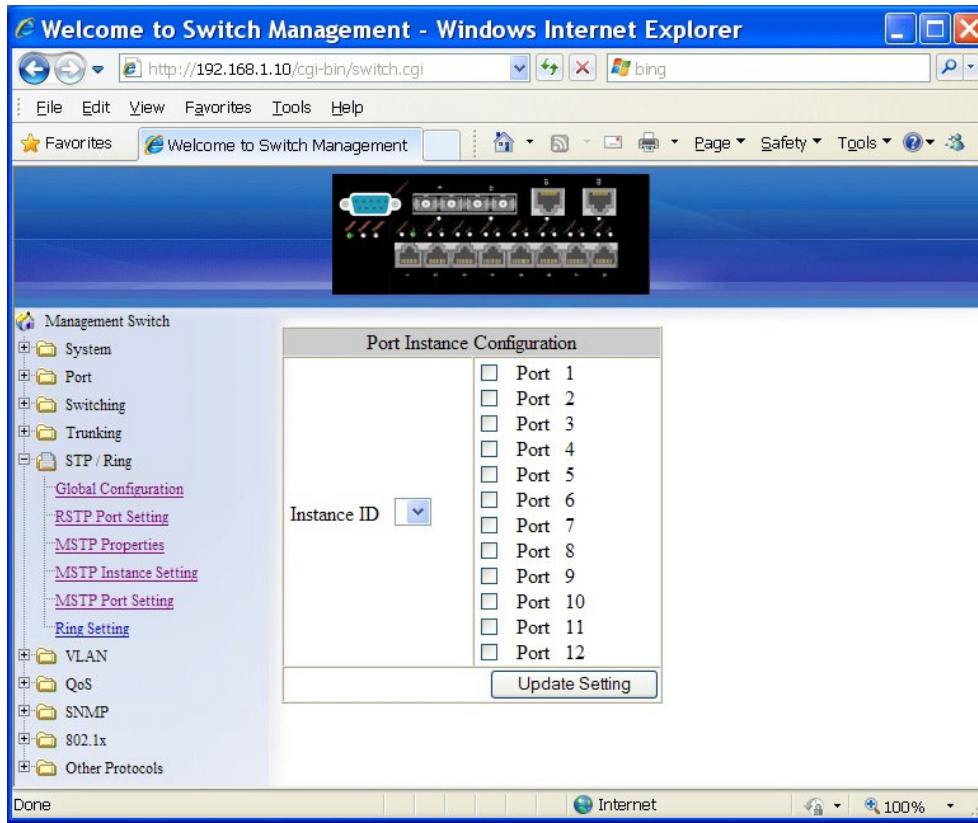 Welcome to Switch Management - Windows Internet Explorer
http://192.168.1.10/cgi-bin/switch.cgi
bing
File Edit View Favorites Tools Help
Favorites
Welcome to Switch Management
Page Safety Tools
Management Switch
System
Port
Switching
Trunking
STP / Ring
Global Configuration
RSTP Port Setting
MSTP Properties
MSTP Instance Setting
MSTP Port Setting
Ring Setting
VLAN
QoS
SNMP
802.1x
Other Protocols
Port Instance Configuration
Instance ID
Port 1
Port 2
Port 3
Port 4
Port 5
Port 6
Port 7
Port 8
Port 9
Port 10
Port 11
Port 12
Update Setting
Done
Internet
100%